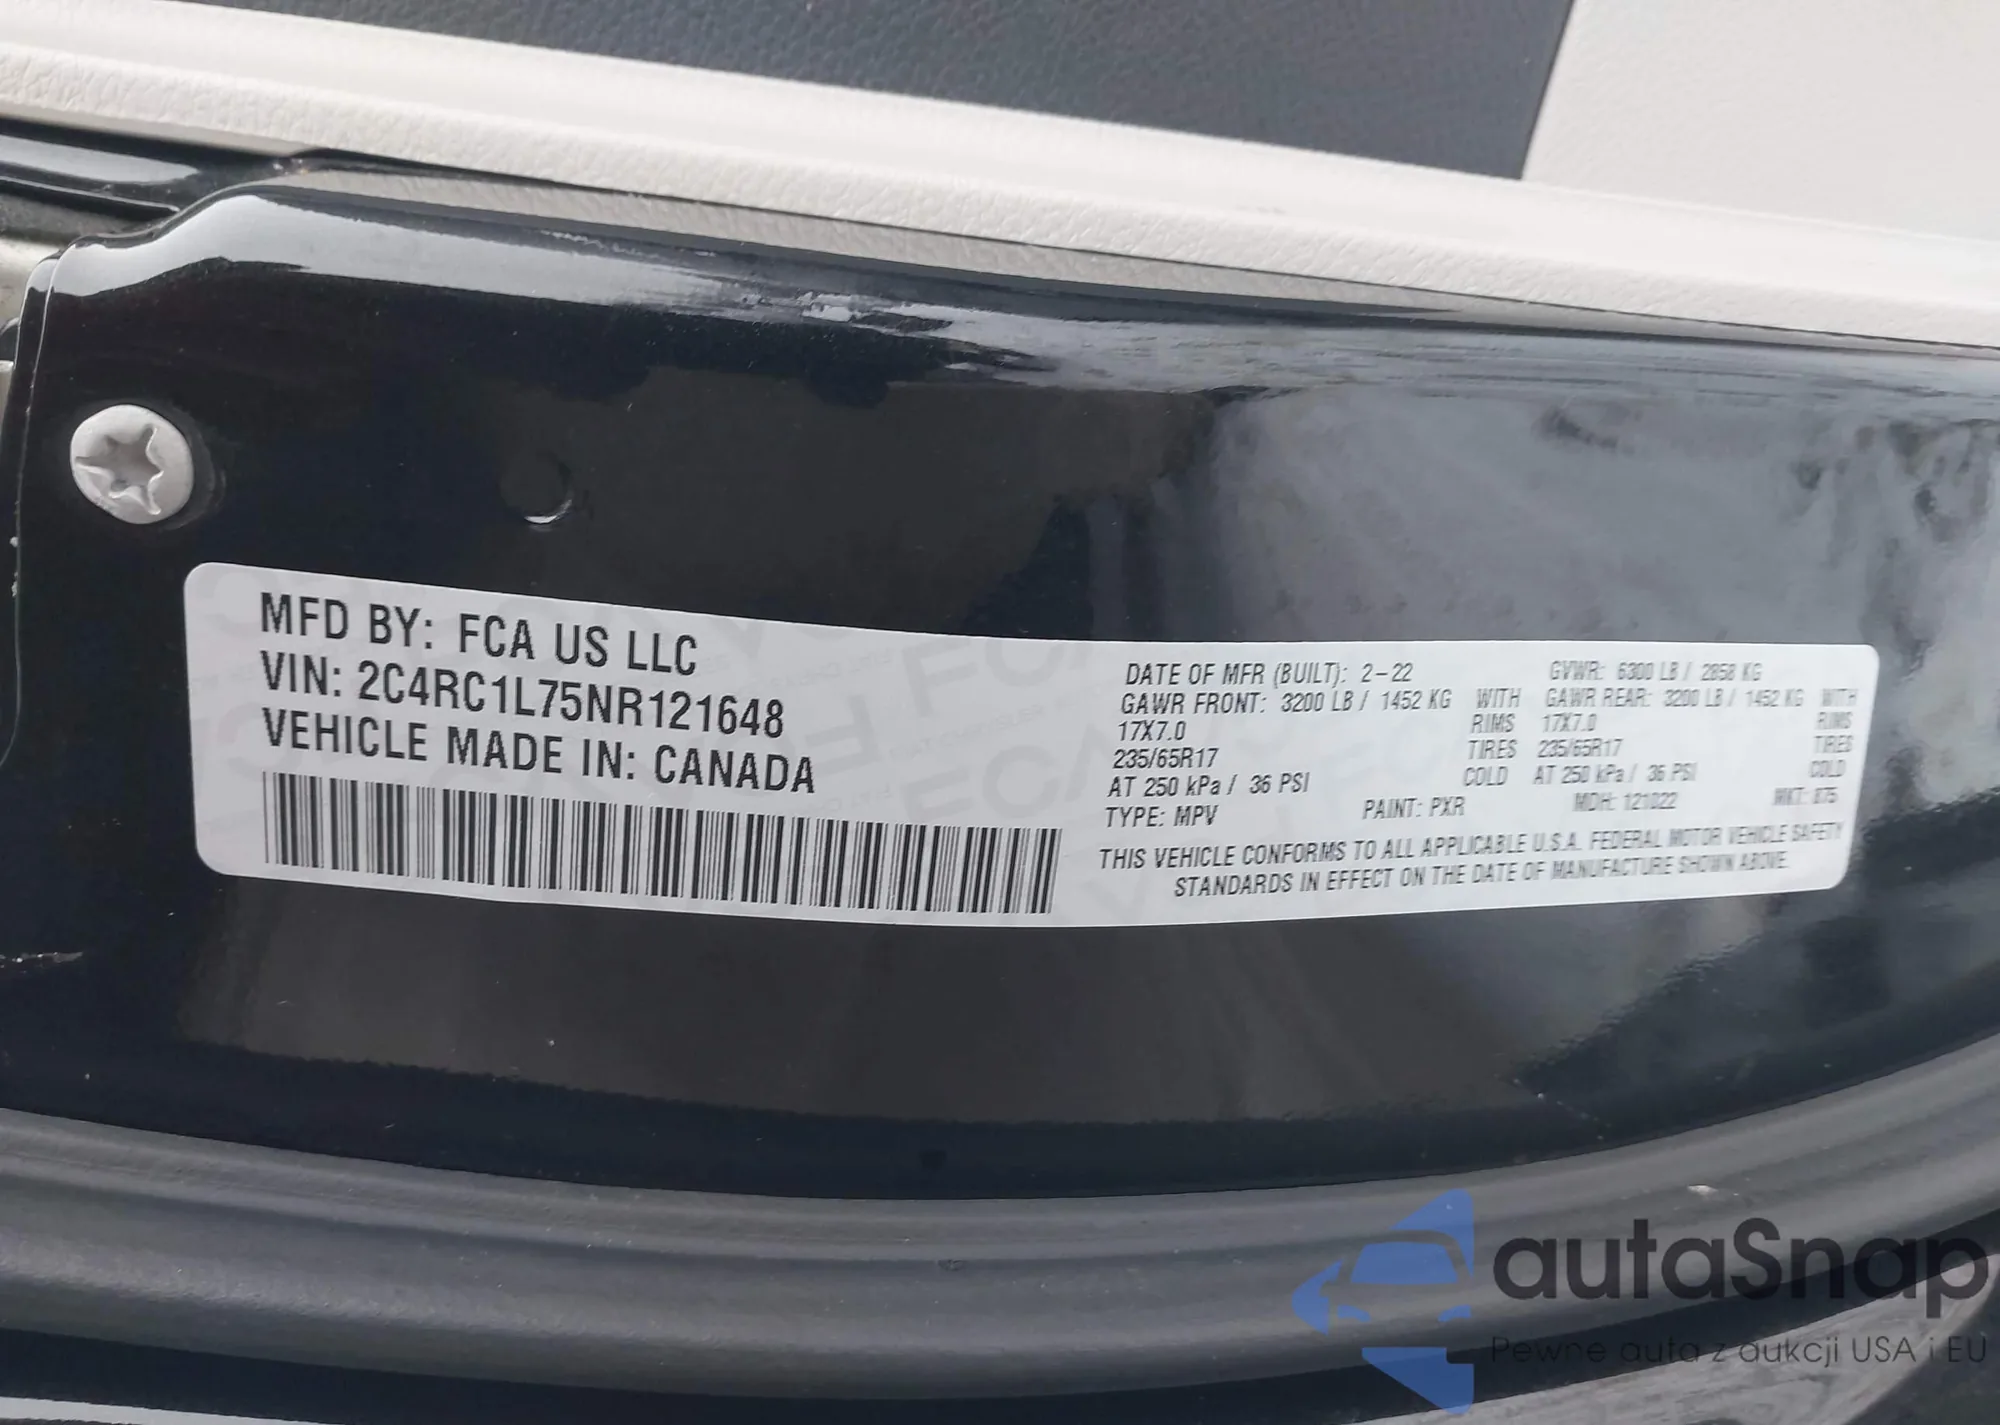 MFD BY: FCA US LLC
VIN: 2C4RC1L75NR121648
VEHICLE MADE IN: CANADA
DATE OF MFR (BUILT): 2-22 GVWR: 6300 LB / 2858 KG
GAWR FRONT: 3200 LB / 1452 KG WITH GAWR REAR: 3200 LB / 1452 KG WITH
17X7.0 RIMS 17X7.0 RIMS
235/65R17 TIRES 235/65R17 TIRES
AT 250 kPa / 36 PSI COLD AT 250 kPa / 36 PSI COLD
TYPE: MPV PAINT: PXR MDH: 121022 MKT: 875
THIS VEHICLE CONFORMS TO ALL APPLICABLE U.S.A. FEDERAL MOTOR VEHICLE SAFETY
STANDARDS IN EFFECT ON THE DATE OF MANUFACTURE SHOWN ABOVE.
autaSnap
Pewne auta z aukcji USA i EU